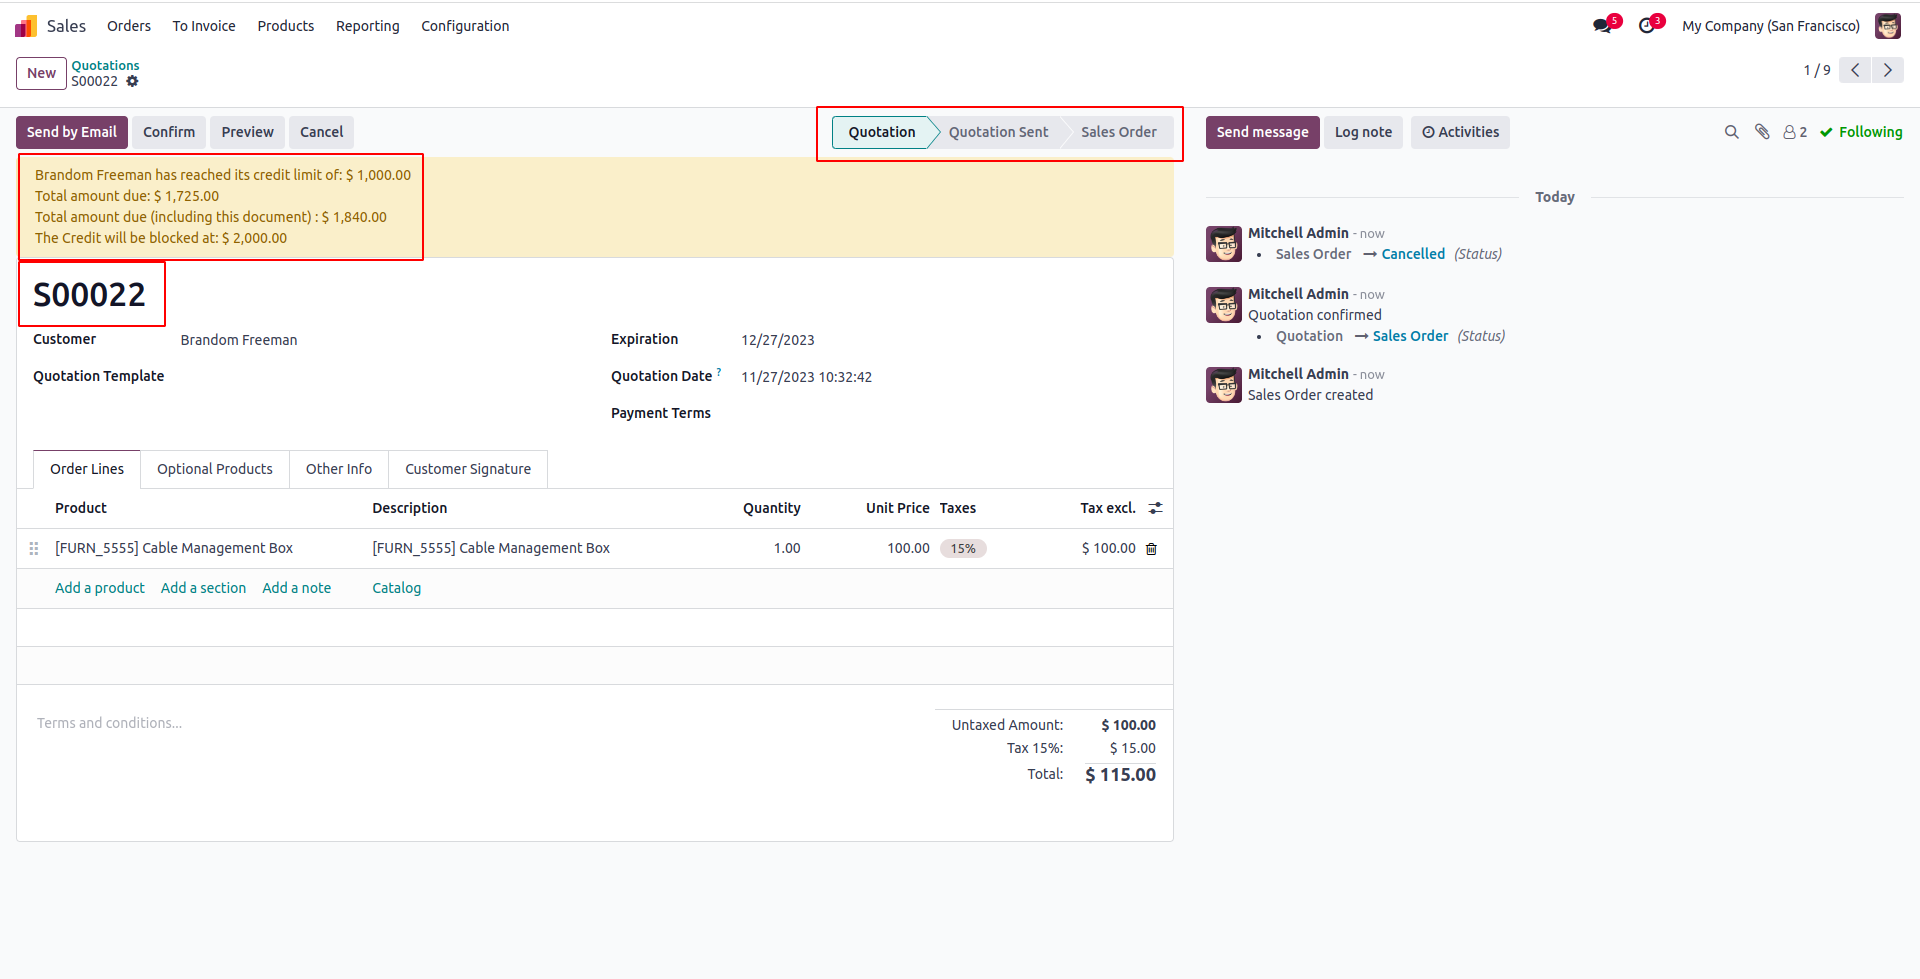 Sales Orders To Invoice Products Reporting Configuration 5 3 My Company (San Francisco)
New Quotations
S00022
1 / 9
Send by Email Confirm Preview Cancel Quotation Quotation Sent Sales Order
Brandom Freeman has reached its credit limit of: $ 1,000.00
Total amount due: $ 1,725.00
Total amount due (including this document) : $ 1,840.00
The Credit will be blocked at: $ 2,000.00
S00022
Customer Brandom Freeman
Quotation Template
Expiration 12/27/2023
Quotation Date ? 11/27/2023 10:32:42
Payment Terms
Order Lines Optional Products Other Info Customer Signature
Product Description Quantity Unit Price Taxes Tax excl.
[FURN_5555] Cable Management Box [FURN_5555] Cable Management Box 1.00 100.00 15% $ 100.00
Add a product Add a section Add a note Catalog
Terms and conditions...
Untaxed Amount: $ 100.00
Tax 15%: $ 15.00
Total: $ 115.00
Send message Log note Activities 2 Following
Today
Mitchell Admin - now
• Sales Order → Cancelled (Status)
Mitchell Admin - now
Quotation confirmed
• Quotation → Sales Order (Status)
Mitchell Admin - now
Sales Order created